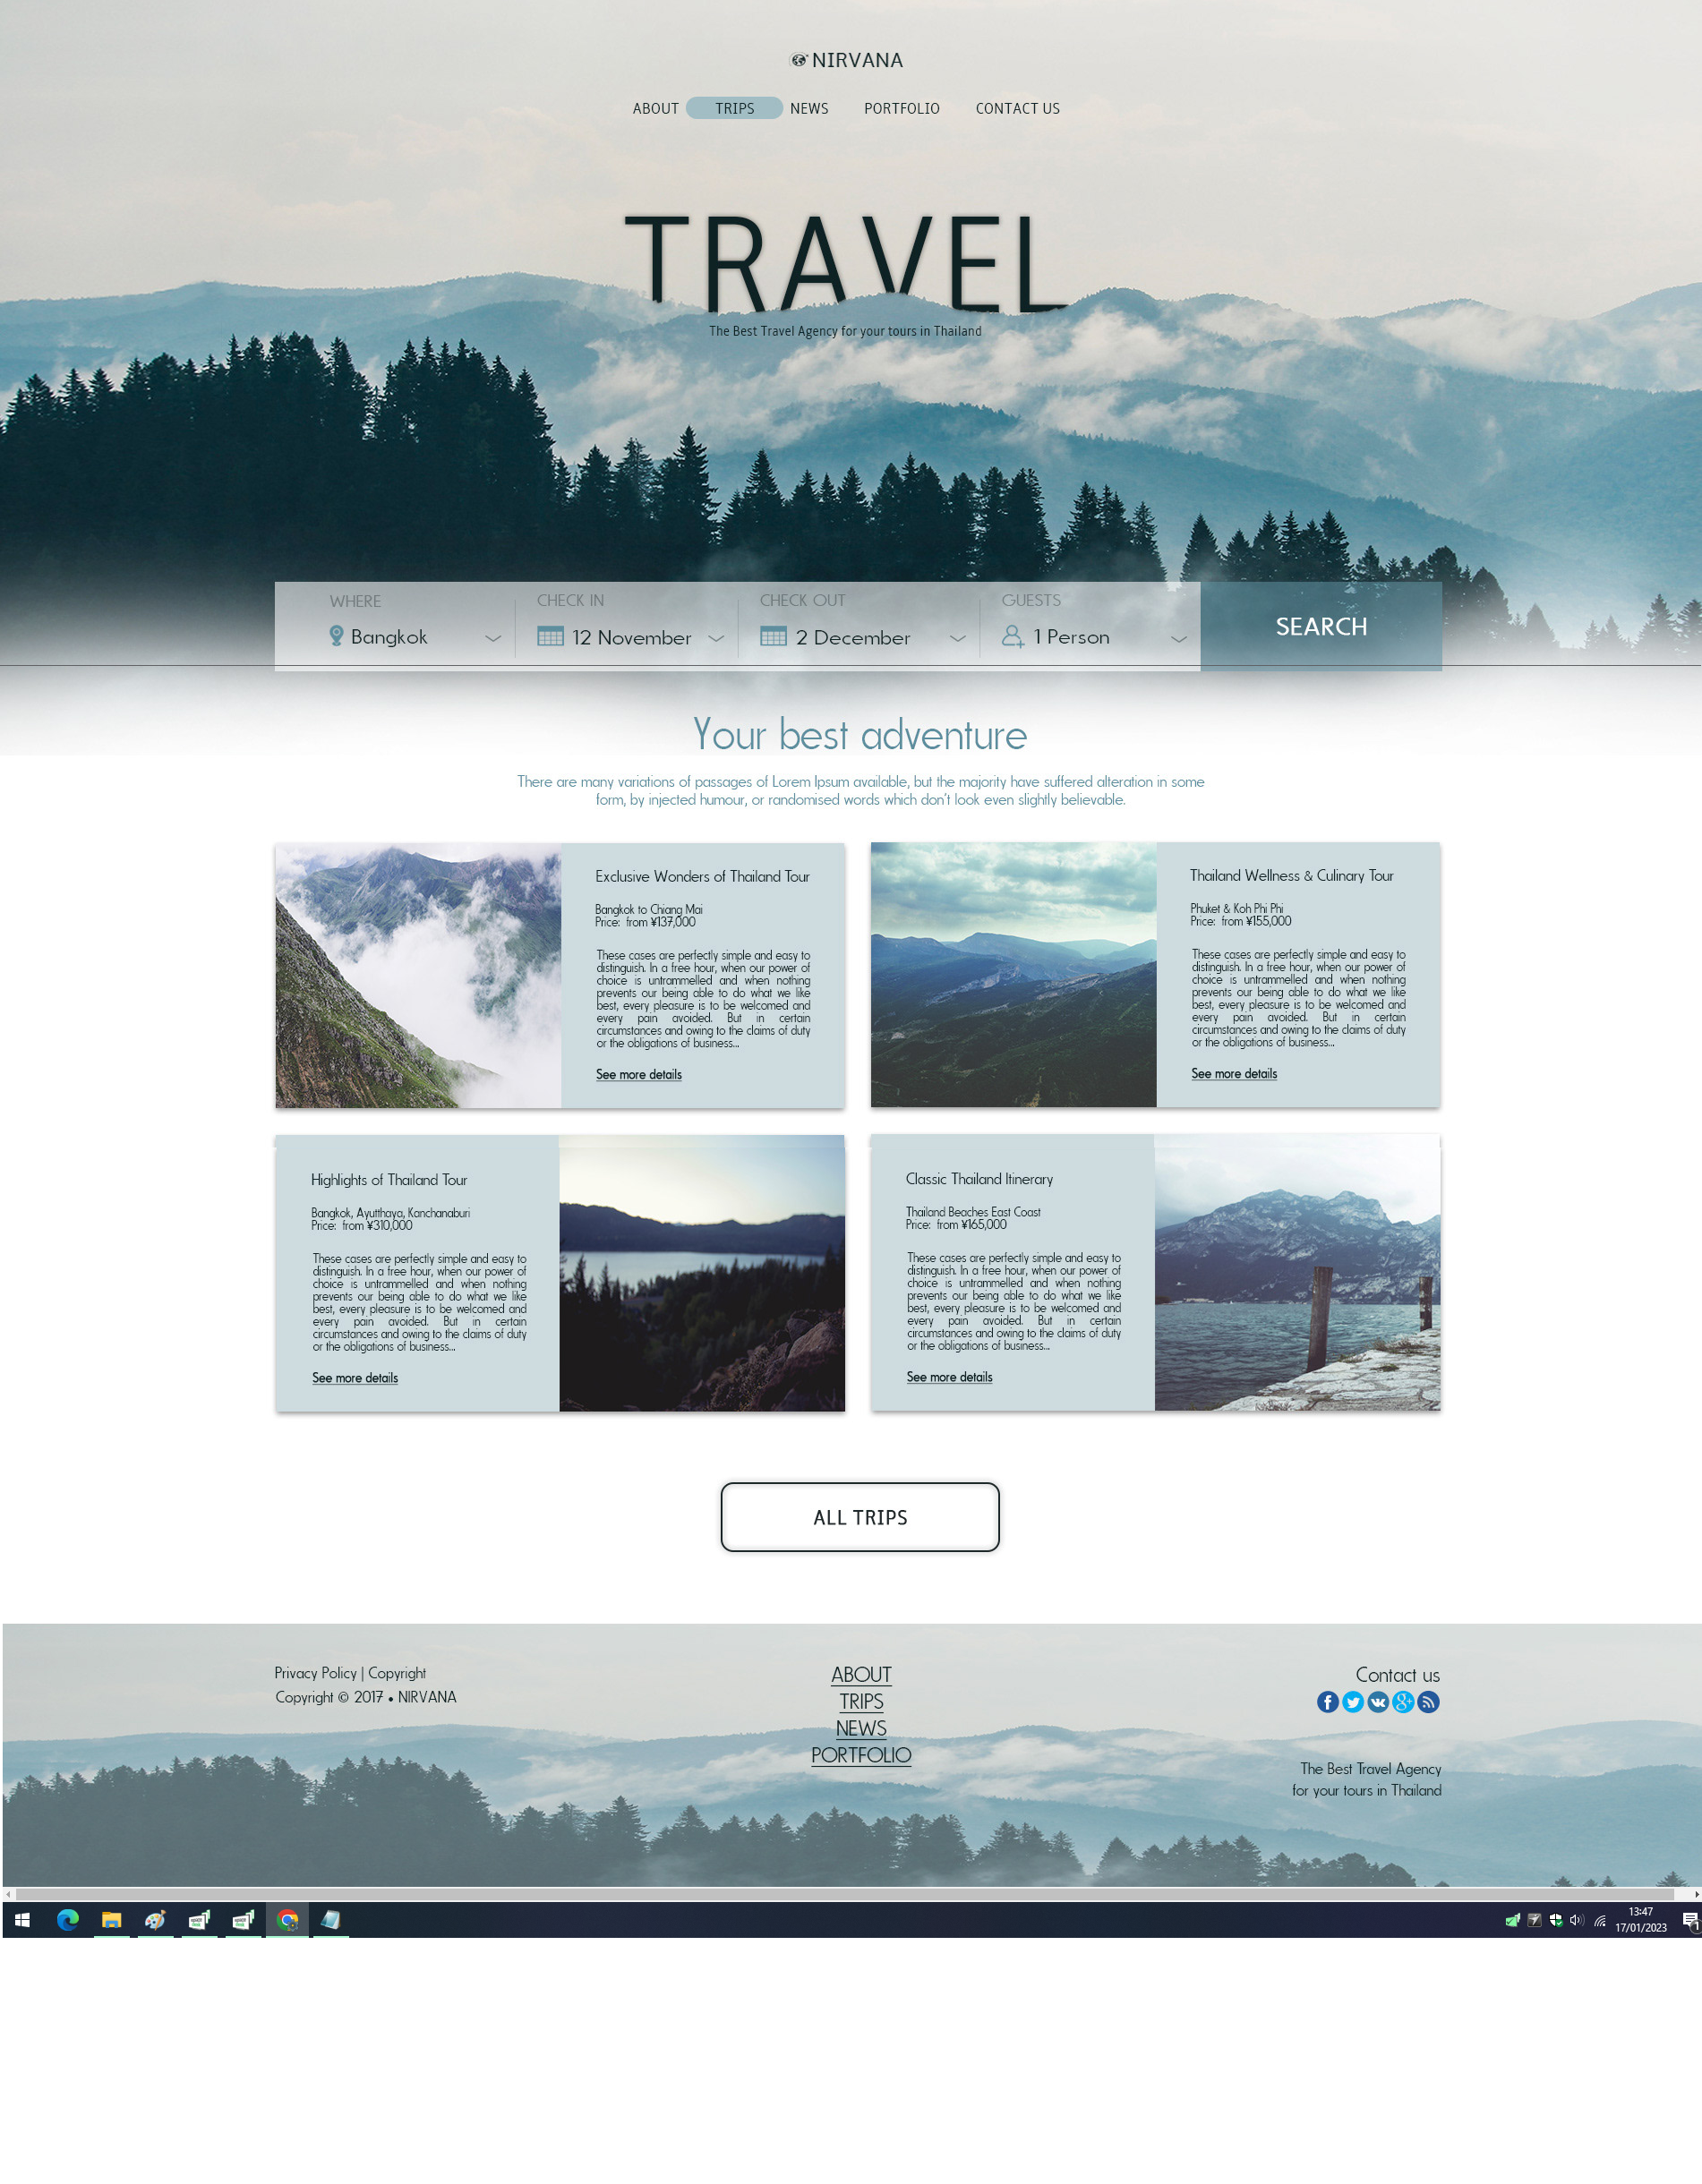 NIRVANA
ABOUT TRIPS NEWS PORTFOLIO CONTACT US
TRAVEL
The Best Travel Agency for your tours in Thailand
WHERE CHECK IN CHECK OUT GUESTS
Bangkok 12 November 2 December 1 Person
SEARCH
Your best adventure
There are many variations of passages of Lorem Ipsum available, but the majority have suffered alteration in some
form, by injected humour, or randomised words which don't look even slightly believable.
Exclusive Wonders of Thailand Tour
Bangkok to Chiang Mai
Price: from ¥137,000
These cases are perfectly simple and easy to
distinguish. In a free hour, when our power of
choice is untrammelled and when nothing
prevents our being able to do what we like
best, every pleasure is to be welcomed and
every pain avoided. But in certain
circumstances and owing to the claims of duty
or the obligations of business...
See more details
Thailand Wellness & Culinary Tour
Phuket & Koh Phi Phi
Price: from ¥155,000
These cases are perfectly simple and easy to
distinguish. In a free hour, when our power of
choice is untrammelled and when nothing
prevents our being able to do what we like
best, every pleasure is to be welcomed and
every pain avoided. But in certain
circumstances and owing to the claims of duty
or the obligations of business...
See more details
Highlights of Thailand Tour
Bangkok, Ayutthaya, Kanchanaburi
Price: from ¥310,000
These cases are perfectly simple and easy to
distinguish. In a free hour, when our power of
choice is untrammelled and when nothing
prevents our being able to do what we like
best, every pleasure is to be welcomed and
every pain avoided. But in certain
circumstances and owing to the claims of duty
or the obligations of business...
See more details
Classic Thailand Itinerary
Thailand Beaches East Coast
Price: from ¥165,000
These cases are perfectly simple and easy to
distinguish. In a free hour, when our power of
choice is untrammelled and when nothing
prevents our being able to do what we like
best, every pleasure is to be welcomed and
every pain avoided. But in certain
circumstances and owing to the claims of duty
or the obligations of business...
See more details
ALL TRIPS
Privacy Policy | Copyright
Copyright © 2017 • NIRVANA
ABOUT
TRIPS
NEWS
PORTFOLIO
Contact us
The Best Travel Agency
for your tours in Thailand
13:47
17/01/2023
1